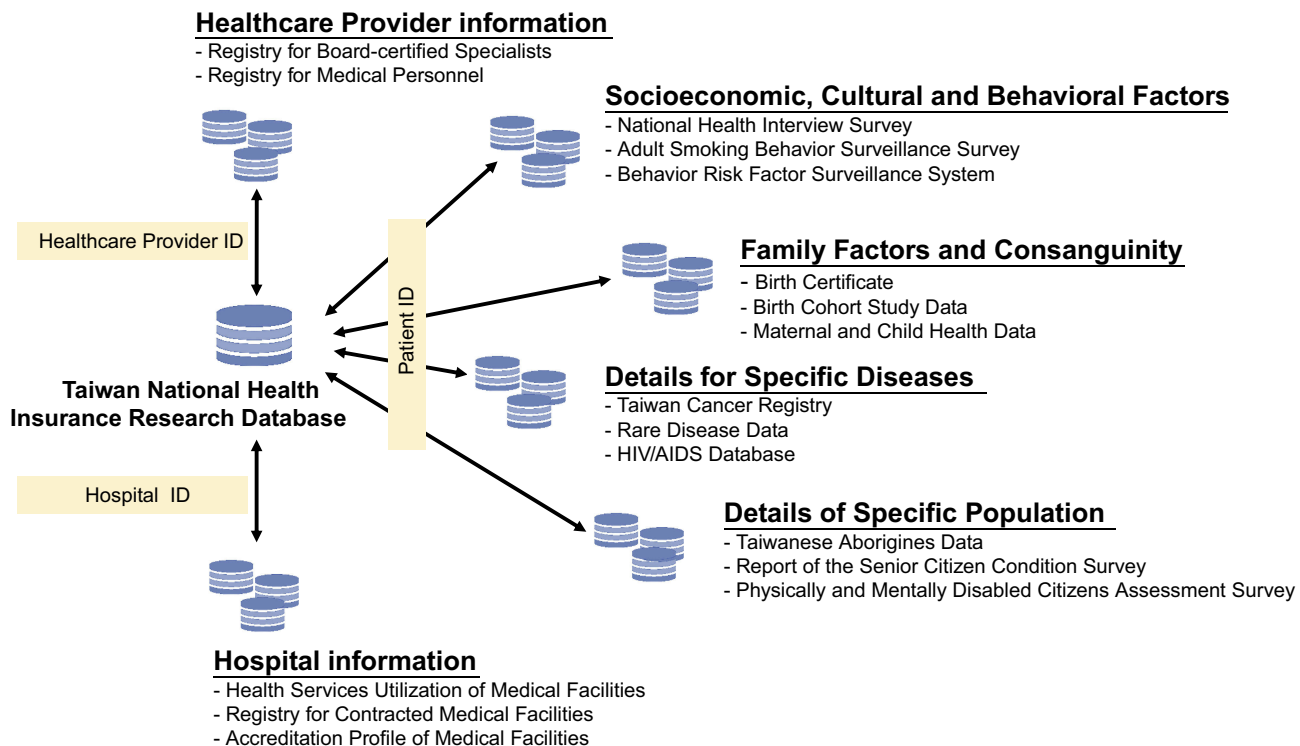 Healthcare Provider information
- Registry for Board-certified Specialists
- Registry for Medical Personnel
Socioeconomic, Cultural and Behavioral Factors
- National Health Interview Survey
- Adult Smoking Behavior Surveillance Survey
- Behavior Risk Factor Surveillance System
Healthcare Provider ID
Patient ID
Family Factors and Consanguinity
- Birth Certificate
- Birth Cohort Study Data
- Maternal and Child Health Data
Taiwan National Health
Insurance Research Database
Details for Specific Diseases
- Taiwan Cancer Registry
- Rare Disease Data
- HIV/AIDS Database
Hospital ID
Details of Specific Population
- Taiwanese Aborigines Data
- Report of the Senior Citizen Condition Survey
- Physically and Mentally Disabled Citizens Assessment Survey
Hospital information
- Health Services Utilization of Medical Facilities
- Registry for Contracted Medical Facilities
- Accreditation Profile of Medical Facilities